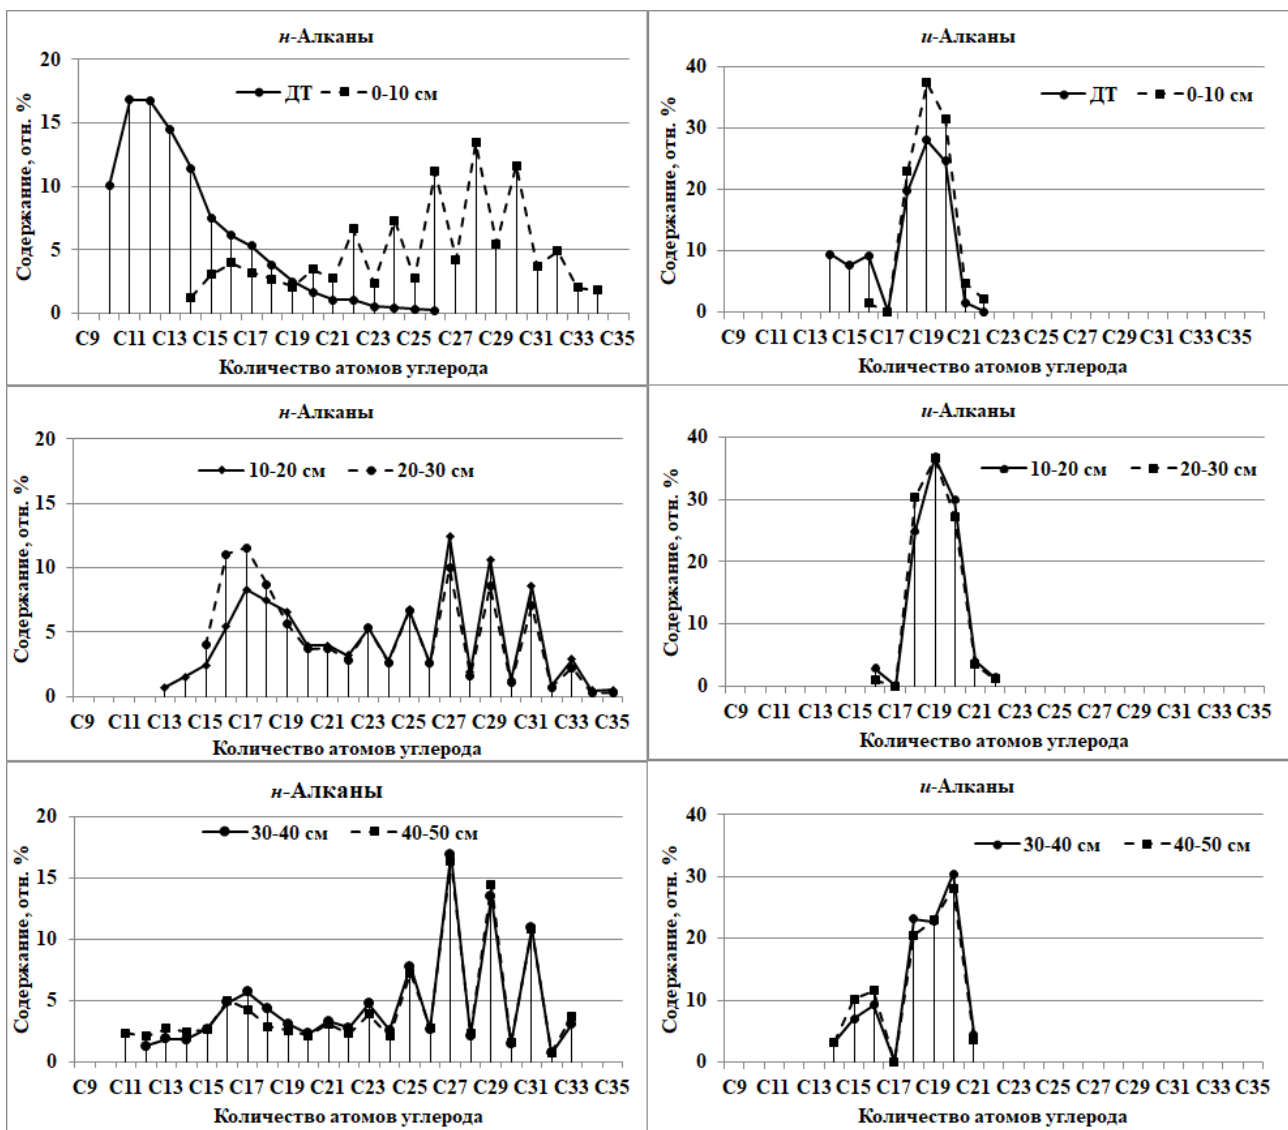 н-Алканы
20
15
10
5
0
ДТ 0-10 см
Содержание, отн. %
C9 C11 C13 C15 C17 C19 C21 C23 C25 C27 C29 C31 C33 C35
Количество атомов углерода
и-Алканы
40
30
20
10
0
ДТ 0-10 см
Содержание, отн. %
C9 C11 C13 C15 C17 C19 C21 C23 C25 C27 C29 C31 C33 C35
Количество атомов углерода
н-Алканы
20
15
10
5
0
10-20 см 20-30 см
Содержание, отн. %
C9 C11 C13 C15 C17 C19 C21 C23 C25 C27 C29 C31 C33 C35
Количество атомов углерода
и-Алканы
40
30
20
10
0
10-20 см 20-30 см
Содержание, отн. %
C9 C11 C13 C15 C17 C19 C21 C23 C25 C27 C29 C31 C33 C35
Количество атомов углерода
н-Алканы
20
15
10
5
0
30-40 см 40-50 см
Содержание, отн. %
C9 C11 C13 C15 C17 C19 C21 C23 C25 C27 C29 C31 C33 C35
Количество атомов углерода
и-Алканы
40
30
20
10
0
30-40 см 40-50 см
Содержание, отн. %
C9 C11 C13 C15 C17 C19 C21 C23 C25 C27 C29 C31 C33 C35
Количество атомов углерода